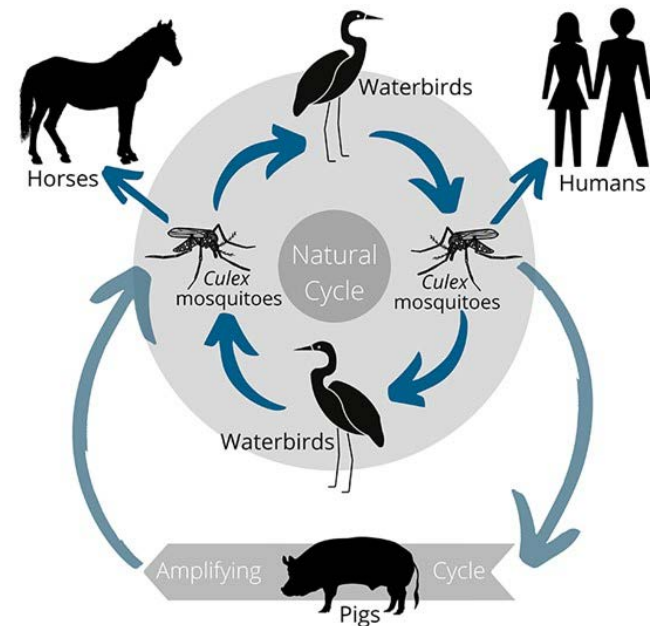 Waterbirds
Horses
Humans
Natural
Cycle
Culex
mosquitoes
Culex
mosquitoes
Waterbirds
Amplifying
Cycle
Pigs